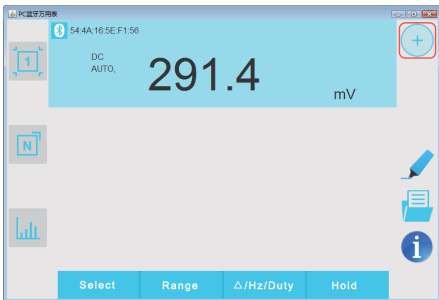 PC蓝牙万用表
54:4A:16:5E:F1:56
DC
AUTO,
291.4
mV
1
N
i
Select Range △/Hz/Duty Hold